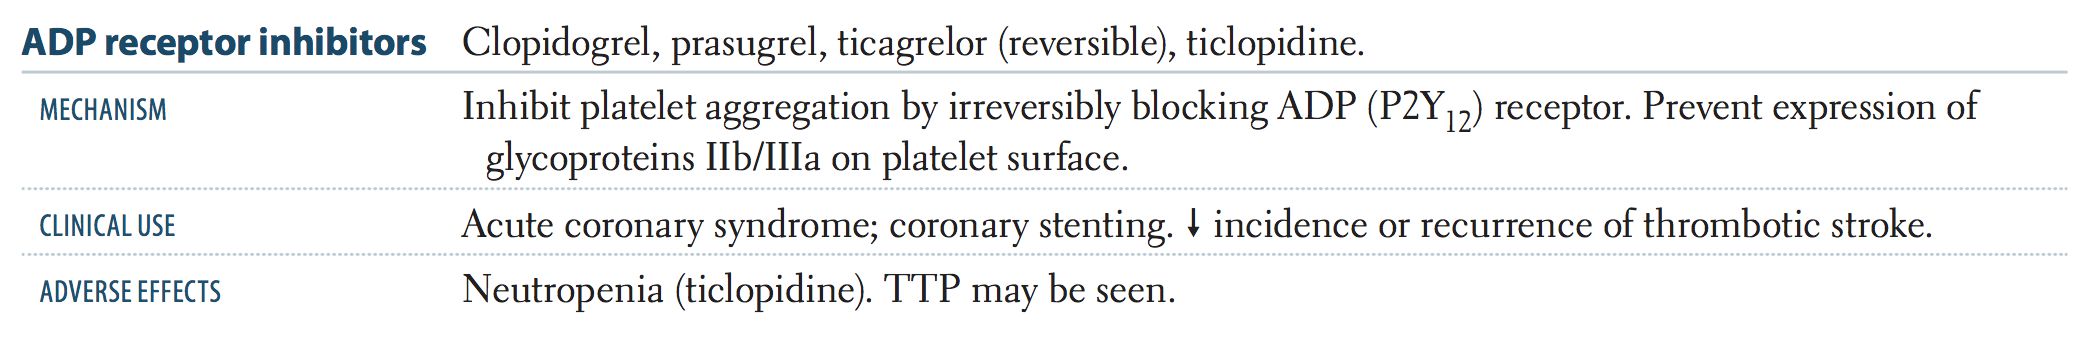 ADP receptor inhibitors Clopidogrel, prasugrel, ticagrelor (reversible), ticlopidine.
MECHANISM Inhibit platelet aggregation by irreversibly blocking ADP (P2Y₁₂) receptor. Prevent expression of
glycoproteins IIb/IIIa on platelet surface.
CLINICAL USE Acute coronary syndrome; coronary stenting. ↓ incidence or recurrence of thrombotic stroke.
ADVERSE EFFECTS Neutropenia (ticlopidine). TTP may be seen.